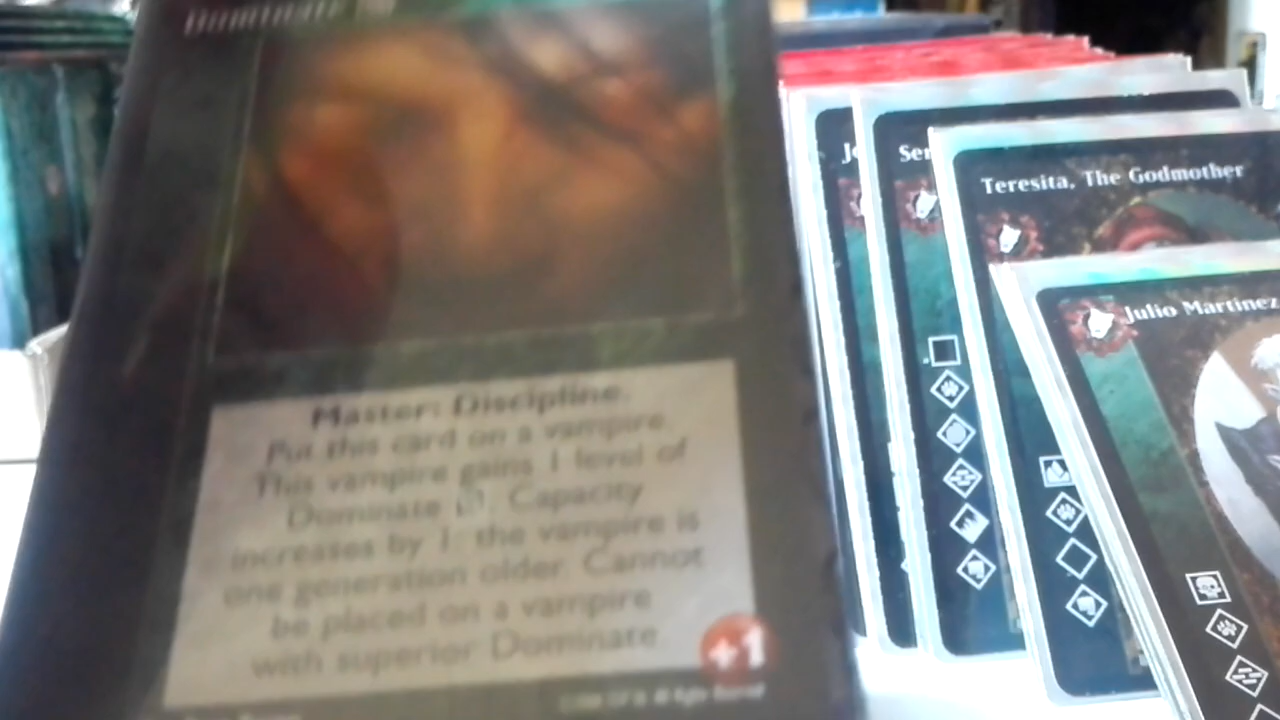 Dominate
Master: Discipline.
Put this card on a vampire.
This vampire gains 1 level of
Dominate . Capacity
increases by 1: the vampire is
one generation older. Cannot
be placed on a vampire
with superior Dominate
+1
Ser
Teresita, The Godmother
Julio Martinez